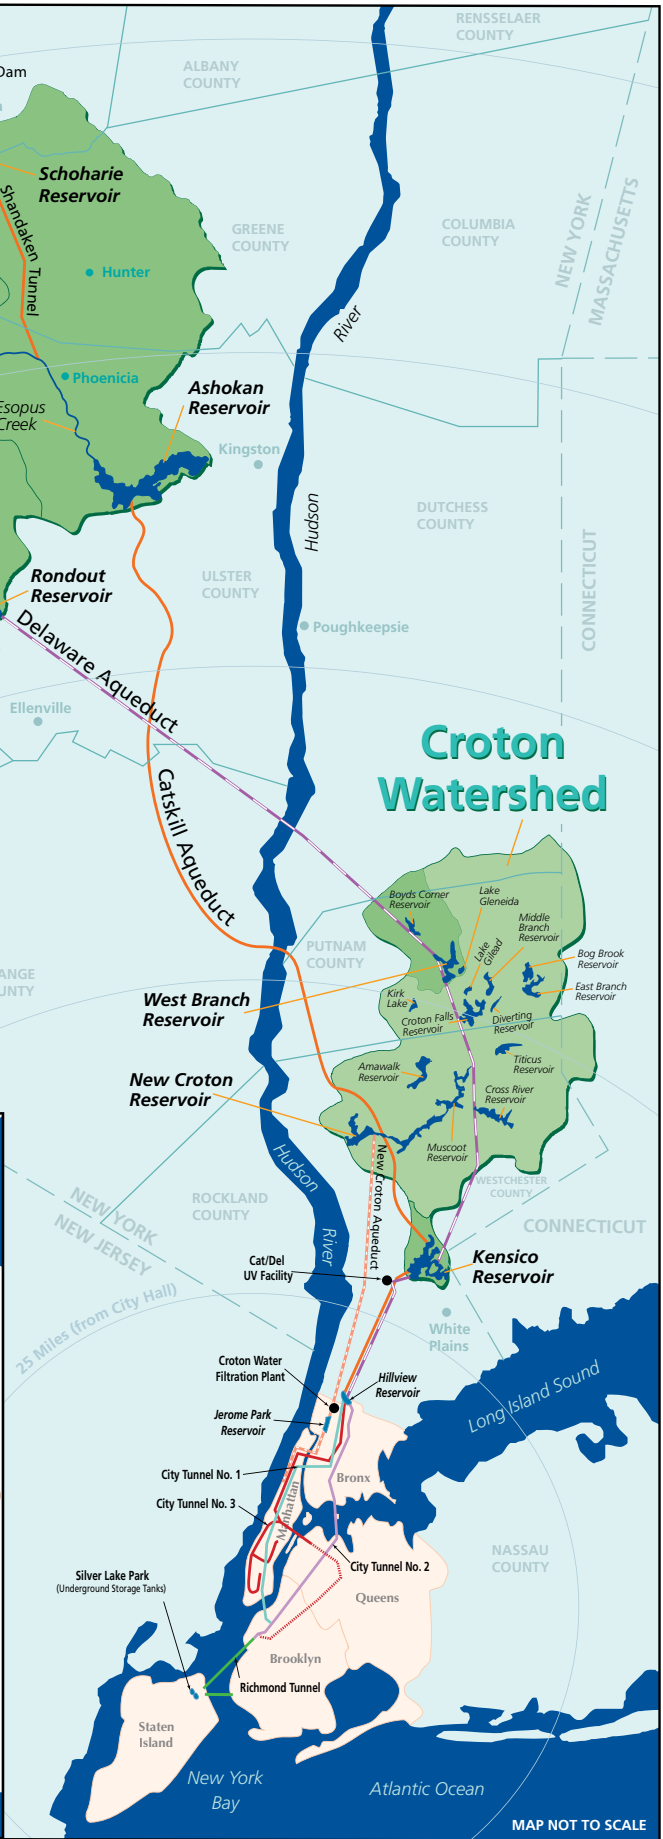 RENSSELAER
COUNTY
Dam
ALBANY
COUNTY
Schoharie
Reservoir
Shandaken Tunnel
NEW YORK
MASSACHUSETTS
GREENE
COUNTY
COLUMBIA
COUNTY
Hunter
River
Phoenicia
Ashokan
Reservoir
Esopus
Creek
Kingston
Hudson
DUTCHESS
COUNTY
CONNECTICUT
Rondout
Reservoir
ULSTER
COUNTY
Delaware Aqueduct
Poughkeepsie
Ellenville
Croton
Watershed
Catskill Aqueduct
Boyds Corner
Reservoir
Lake
Gleneida
Middle
Branch
Reservoir
Lake
Gilead
PUTNAM
COUNTY
Bog Brook
Reservoir
ANGE
UNTY
West Branch
Reservoir
Kirk
Lake
East Branch
Reservoir
Croton Falls
Reservoir
Diverting
Reservoir
New Croton
Reservoir
Amawalk
Reservoir
Titicus
Reservoir
Cross River
Reservoir
Muscoot
Reservoir
Hudson
River
New Croton Aqueduct
WESTCHESTER
COUNTY
NEW YORK
NEW JERSEY
ROCKLAND
COUNTY
CONNECTICUT
Cat/Del
UV Facility
Kensico
Reservoir
25 Miles (from City Hall)
White
Plains
Croton Water
Filtration Plant
Hillview
Reservoir
Long Island Sound
Jerome Park
Reservoir
City Tunnel No. 1
Bronx
City Tunnel No. 3
Manhattan
NASSAU
COUNTY
City Tunnel No. 2
Silver Lake Park
(Underground Storage Tanks)
Queens
Brooklyn
Richmond Tunnel
Staten
Island
New York
Bay
Atlantic Ocean
MAP NOT TO SCALE